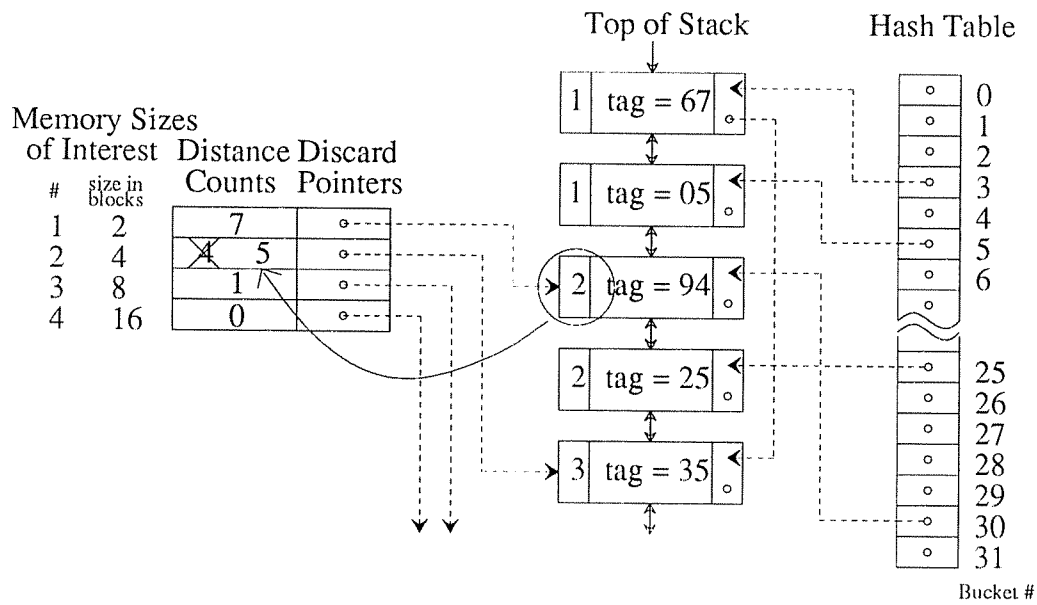 Top of Stack
Hash Table
Memory Sizes
of Interest
Distance
Counts
Discard
Pointers
# size in
blocks
1 2 7
2 4 4 5
3 8 1
4 16 0
1 tag = 67
1 tag = 05
2 tag = 94
2 tag = 25
3 tag = 35
0
1
2
3
4
5
6
25
26
27
28
29
30
31
Bucket #